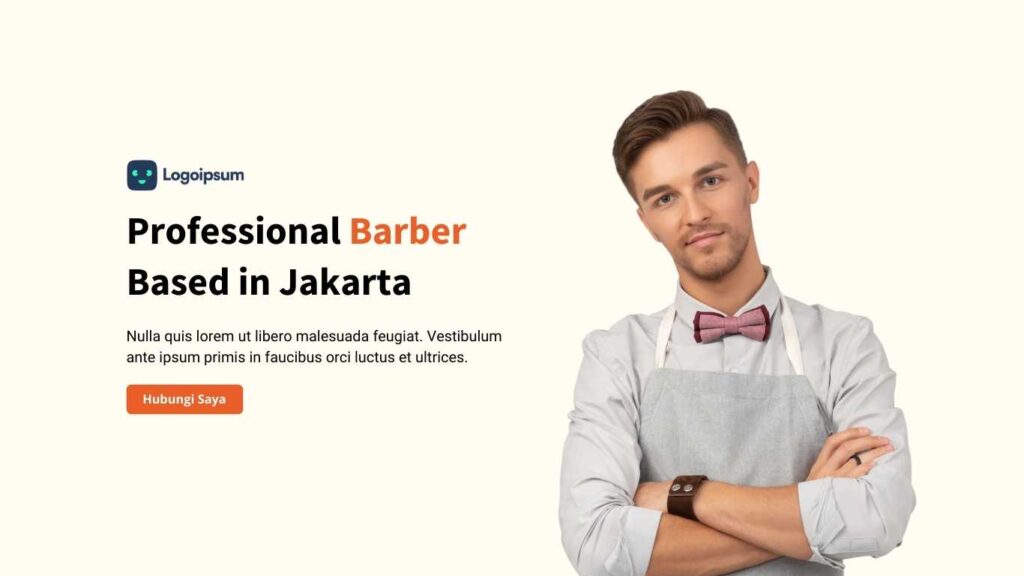 Logoipsum
Professional Barber
Based in Jakarta
Nulla quis lorem ut libero malesuada feugiat. Vestibulum
ante ipsum primis in faucibus orci luctus et ultrices.
Hubungi Saya